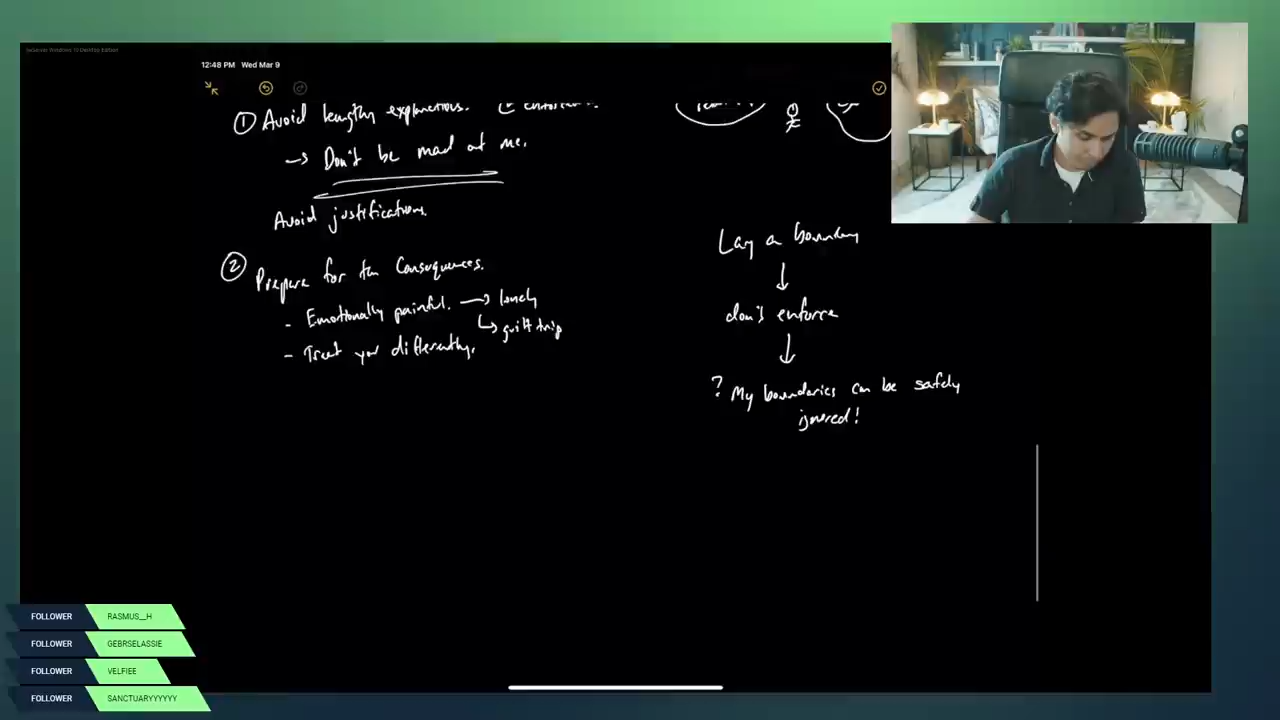 12:48 PM Wed Mar 9
① Avoid lengthy explanations.
→ Don't be mad at me.
Avoid justifications.
② Prepare for the Consequences.
- Emotionally painful. → lonely
↳ guilt trip
- Treat you differently.
Lay a boundary
↓
don't enforce
↓
? My boundaries can be safely
ignored!
FOLLOWER RASMUS__H
FOLLOWER GEBRSELASSIE
FOLLOWER VELFIEE
FOLLOWER SANCTUARYYYYYY